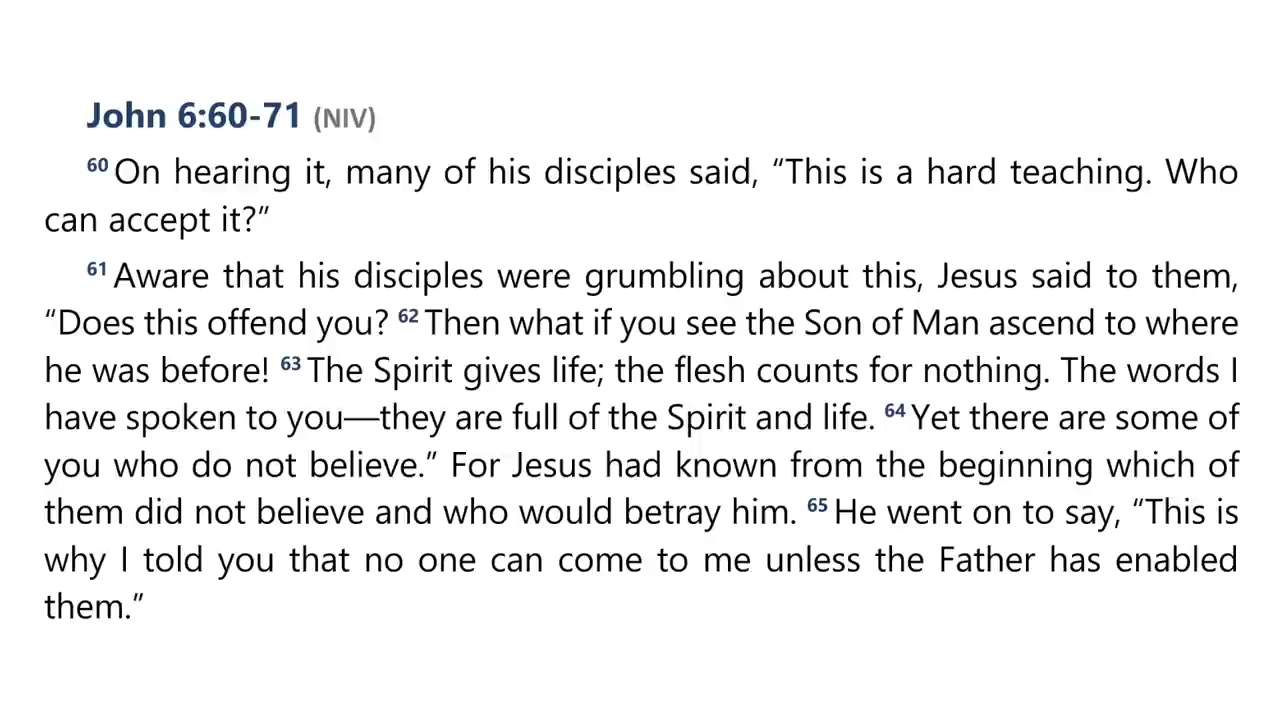 John 6:60-71 (NIV)
60 On hearing it, many of his disciples said, “This is a hard teaching. Who
can accept it?”
61 Aware that his disciples were grumbling about this, Jesus said to them,
“Does this offend you? 62 Then what if you see the Son of Man ascend to where
he was before! 63 The Spirit gives life; the flesh counts for nothing. The words I
have spoken to you—they are full of the Spirit and life. 64 Yet there are some of
you who do not believe.” For Jesus had known from the beginning which of
them did not believe and who would betray him. 65 He went on to say, “This is
why I told you that no one can come to me unless the Father has enabled
them.”